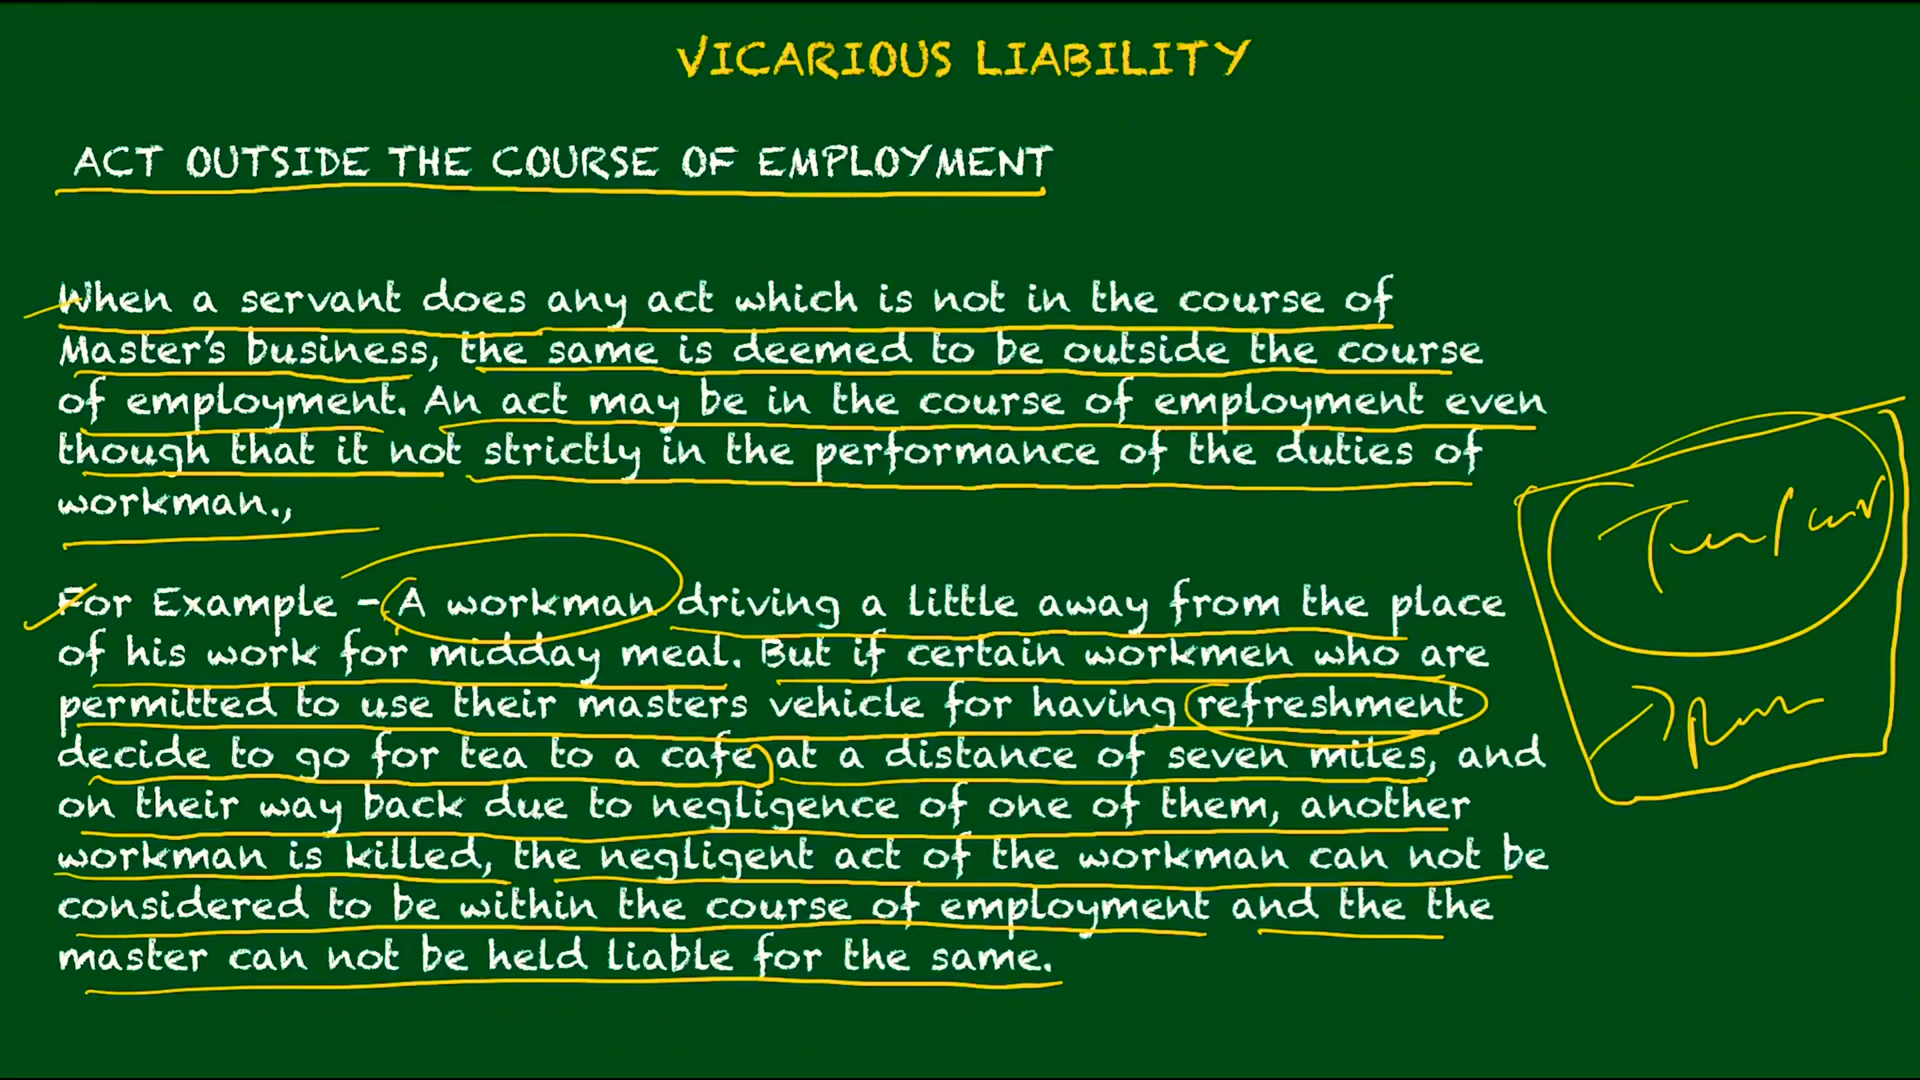 VICARIOUS LIABILITY
ACT OUTSIDE THE COURSE OF EMPLOYMENT
When a servant does any act which is not in the course of
Master's business, the same is deemed to be outside the course
of employment. An act may be in the course of employment even
though that it not strictly in the performance of the duties of
workman.,
For Example - A workman driving a little away from the place
of his work for midday meal. But if certain workmen who are
permitted to use their masters vehicle for having refreshment
decide to go for tea to a cafe at a distance of seven miles, and
on their way back due to negligence of one of them, another
workman is killed, the negligent act of the workman can not be
considered to be within the course of employment and the the
master can not be held liable for the same.